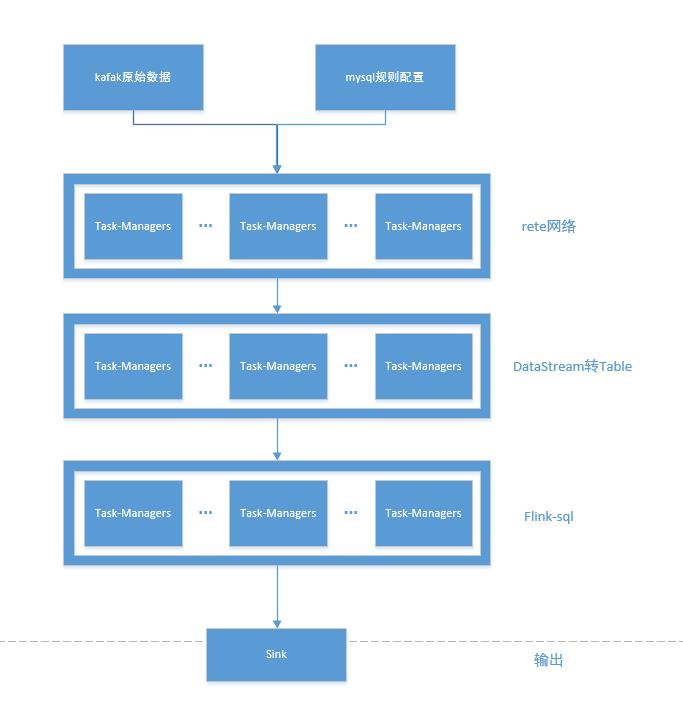 kafak原始数据
mysql规则配置
Task-Managers ... Task-Managers ... Task-Managers
rete网络
Task-Managers ... Task-Managers ... Task-Managers
DataStream转Table
Task-Managers ... Task-Managers ... Task-Managers
Flink-sql
Sink
输出